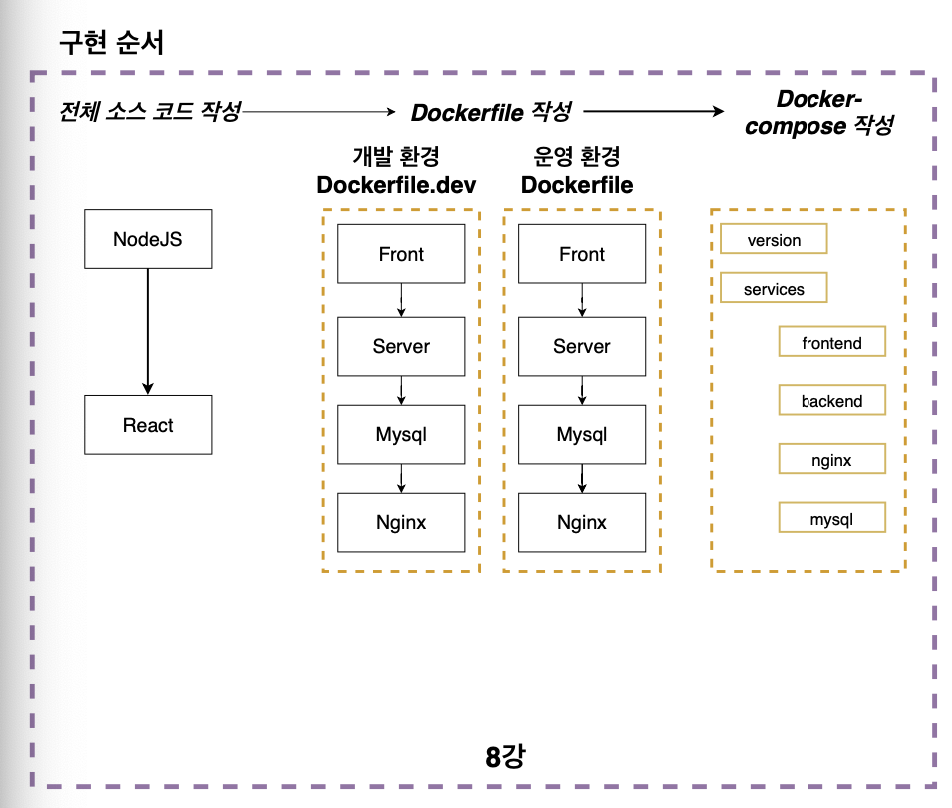 구현 순서
전체 소스 코드 작성
Dockerfile 작성
Docker-
compose 작성
개발 환경
Dockerfile.dev
운영 환경
Dockerfile
NodeJS
React
Front
Server
Mysql
Nginx
Front
Server
Mysql
Nginx
version
services
frontend
backend
nginx
mysql
8강